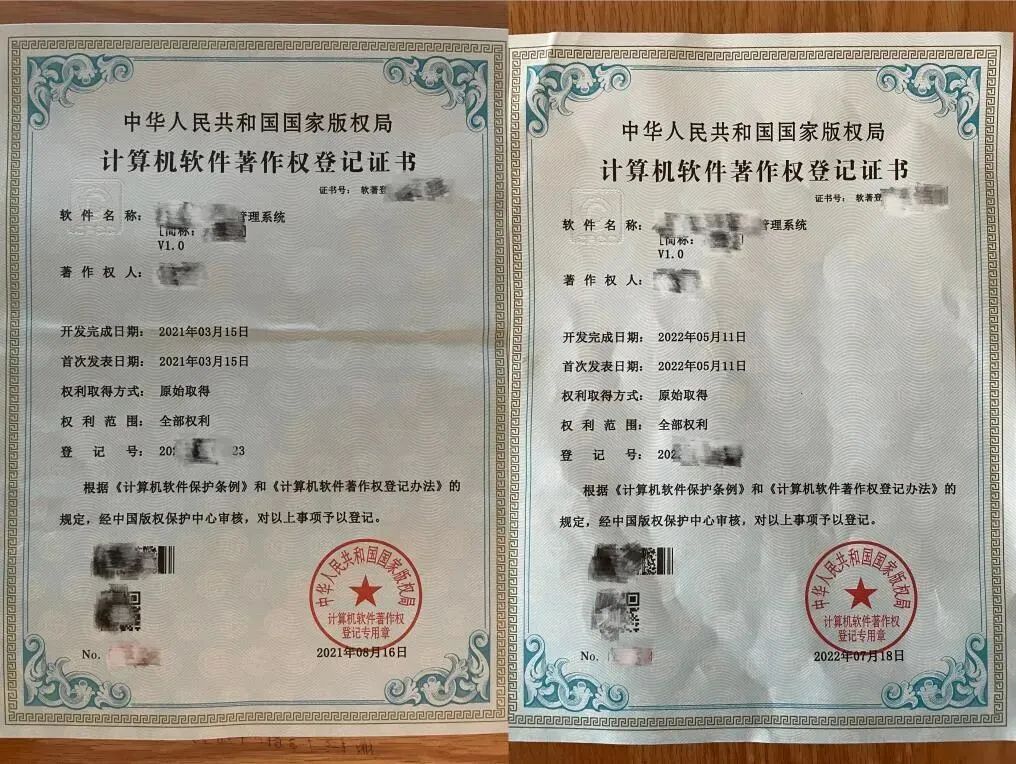 中华人民共和国国家版权局
计算机软件著作权登记证书
证书号： 软著登
软件名称： 管理系统
[简称：
V1.0
著作权人：
开发完成日期： 2021年03月15日
首次发表日期： 2021年03月15日
权利取得方式： 原始取得
权利范围： 全部权利
登记号： 202 23
根据《计算机软件保护条例》和《计算机软件著作权登记办法》的
规定，经中国版权保护中心审核，对以上事项予以登记。
中华人民共和国国家版权局
计算机软件著作权
登记专用章
No.
2021年08月16日
中华人民共和国国家版权局
计算机软件著作权登记证书
证书号： 软著登
软件名称： 管理系统
[简称：
V1.0
著作权人：
开发完成日期： 2022年05月11日
首次发表日期： 2022年05月11日
权利取得方式： 原始取得
权利范围： 全部权利
登记号： 202
根据《计算机软件保护条例》和《计算机软件著作权登记办法》的
规定，经中国版权保护中心审核，对以上事项予以登记。
中华人民共和国国家版权局
计算机软件著作权
登记专用章
No.
2022年07月18日